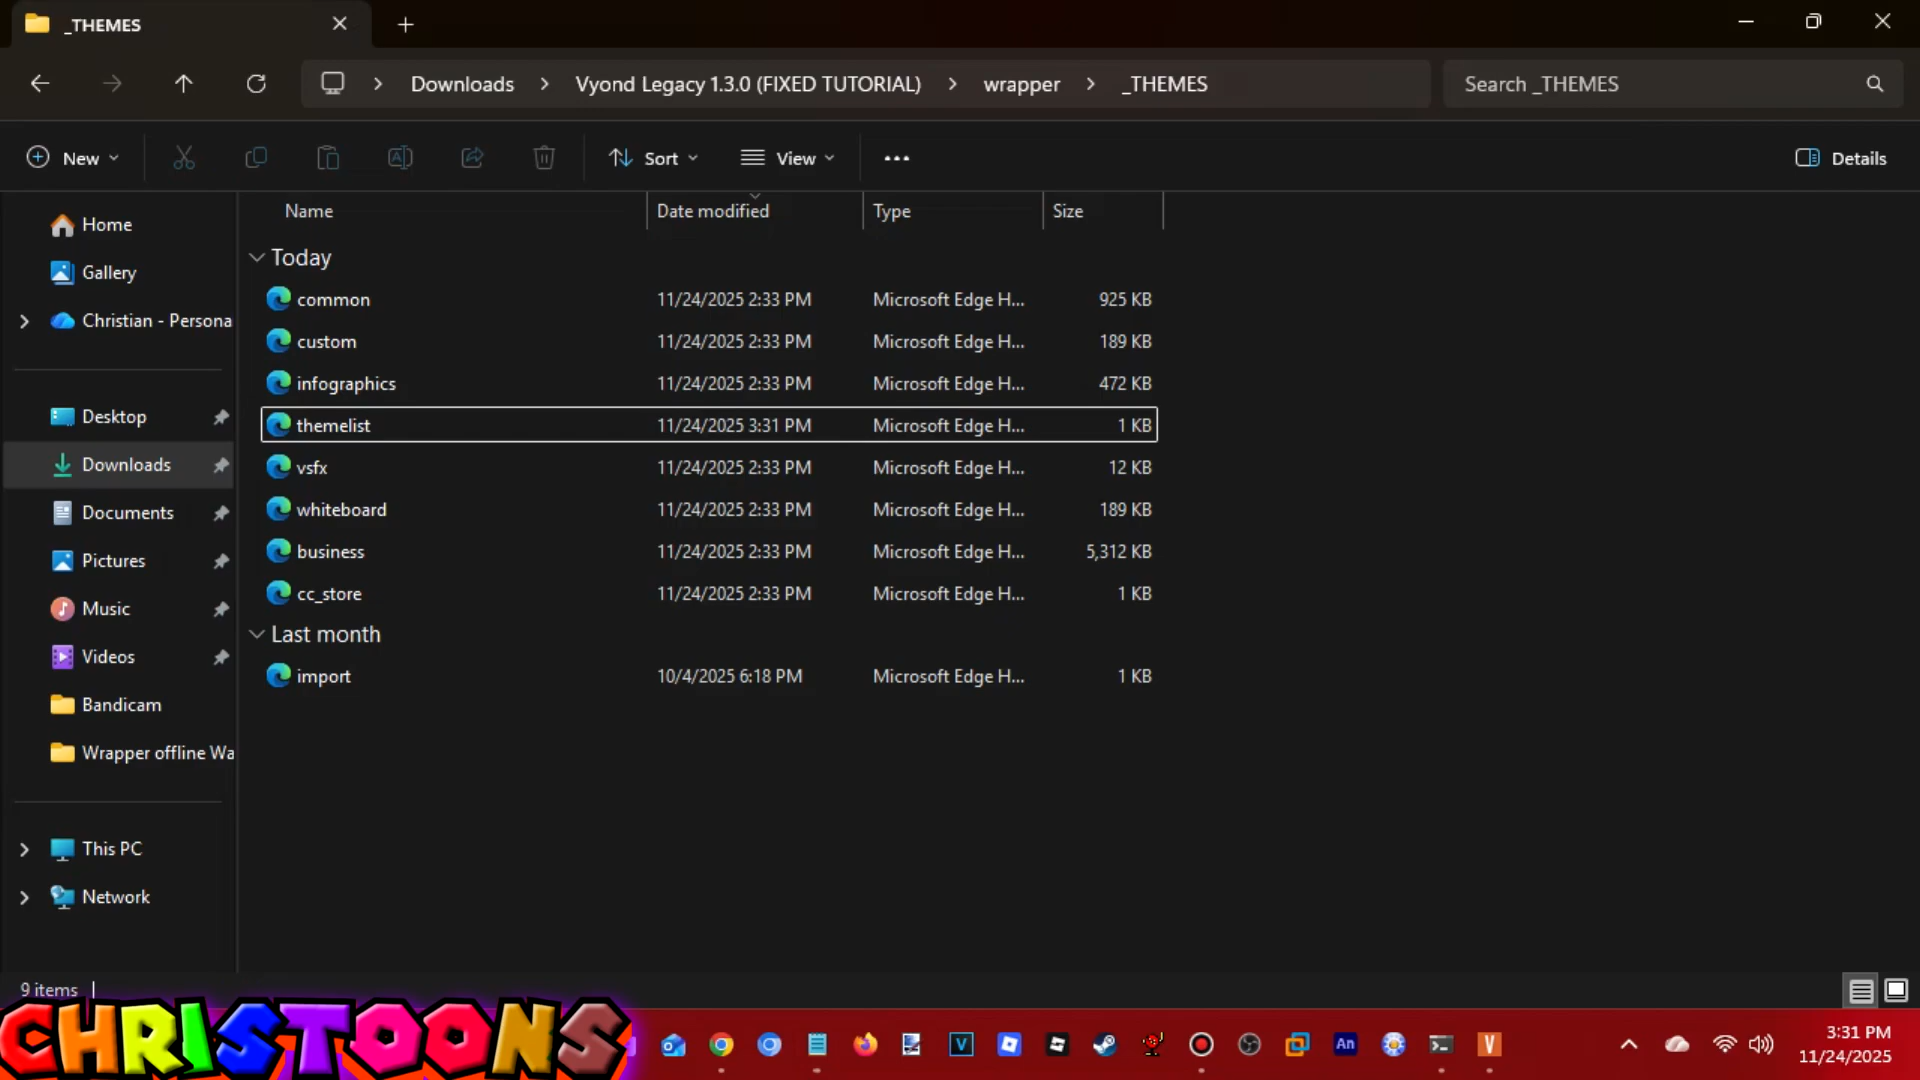 _THEMES
Downloads > Vyond Legacy 1.3.0 (FIXED TUTORIAL) > wrapper > _THEMES
Search _THEMES
New
Sort
View
Details
Name Date modified Type Size
Home
Gallery
Christian - Persona
Desktop
Downloads
Documents
Pictures
Music
Videos
Bandicam
Wrapper offline Wa
This PC
Network
Today
common 11/24/2025 2:33 PM Microsoft Edge H... 925 KB
custom 11/24/2025 2:33 PM Microsoft Edge H... 189 KB
infographics 11/24/2025 2:33 PM Microsoft Edge H... 472 KB
themelist 11/24/2025 3:31 PM Microsoft Edge H... 1 KB
vsfx 11/24/2025 2:33 PM Microsoft Edge H... 12 KB
whiteboard 11/24/2025 2:33 PM Microsoft Edge H... 189 KB
business 11/24/2025 2:33 PM Microsoft Edge H... 5,312 KB
cc_store 11/24/2025 2:33 PM Microsoft Edge H... 1 KB
Last month
import 10/4/2025 6:18 PM Microsoft Edge H... 1 KB
9 items
CHRISTOONS
V
An
V
3:31 PM
11/24/2025